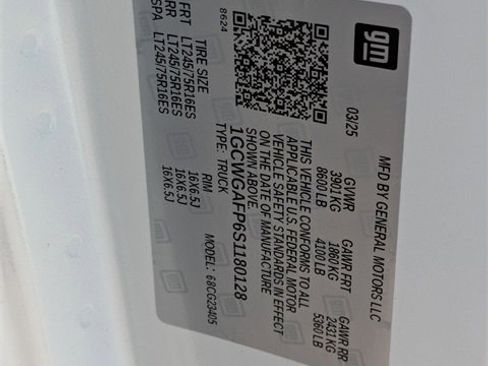 gm
MFD BY GENERAL MOTORS LLC
03/25 GVWR GAWR FRT GAWR RR
3901 KG 1860 KG 2431 KG
8600 LB 4100 LB 5360 LB
THIS VEHICLE CONFORMS TO ALL
APPLICABLE U.S. FEDERAL MOTOR
VEHICLE SAFETY STANDARDS IN EFFECT
ON THE DATE OF MANUFACTURE
SHOWN ABOVE.
1GCWGAFP6S1180128
TYPE: TRUCK MODEL: 68CG23405
8624
TIRE SIZE RIM
FRT LT245/75R16ES 16X6.5J
RR LT245/75R16ES 16X6.5J
SPA LT245/75R16ES 16X6.5J